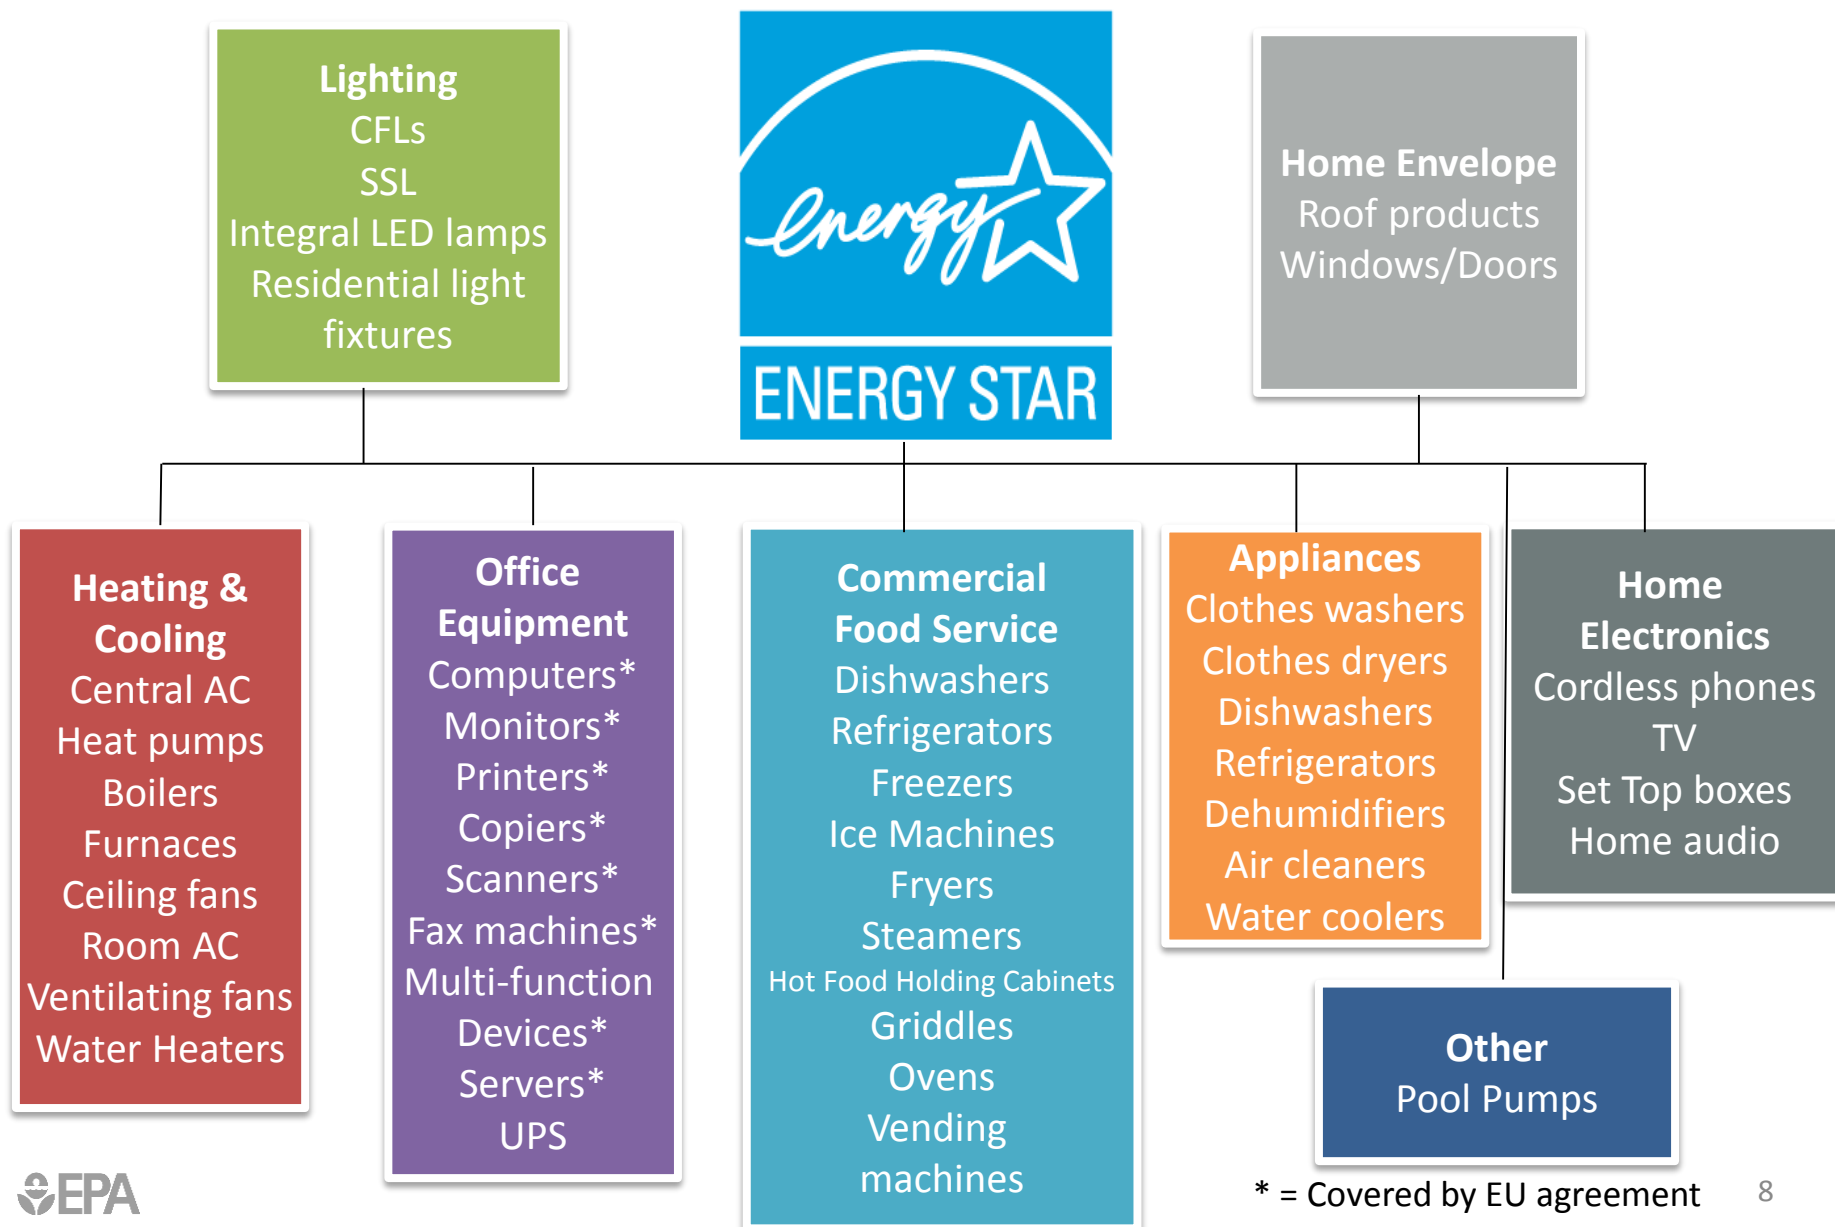 Lighting
CFLs
SSL
Integral LED lamps
Residential light
fixtures
energy
ENERGY STAR
Home Envelope
Roof products
Windows/Doors
Heating &
Cooling
Central AC
Heat pumps
Boilers
Furnaces
Ceiling fans
Room AC
Ventilating fans
Water Heaters
Office
Equipment
Computers*
Monitors*
Printers*
Copiers*
Scanners*
Fax machines*
Multi-function
Devices*
Servers*
UPS
Commercial
Food Service
Dishwashers
Refrigerators
Freezers
Ice Machines
Fryers
Steamers
Hot Food Holding Cabinets
Griddles
Ovens
Vending
machines
Appliances
Clothes washers
Clothes dryers
Dishwashers
Refrigerators
Dehumidifiers
Air cleaners
Water coolers
Home
Electronics
Cordless phones
TV
Set Top boxes
Home audio
Other
Pool Pumps
EPA
* = Covered by EU agreement
8